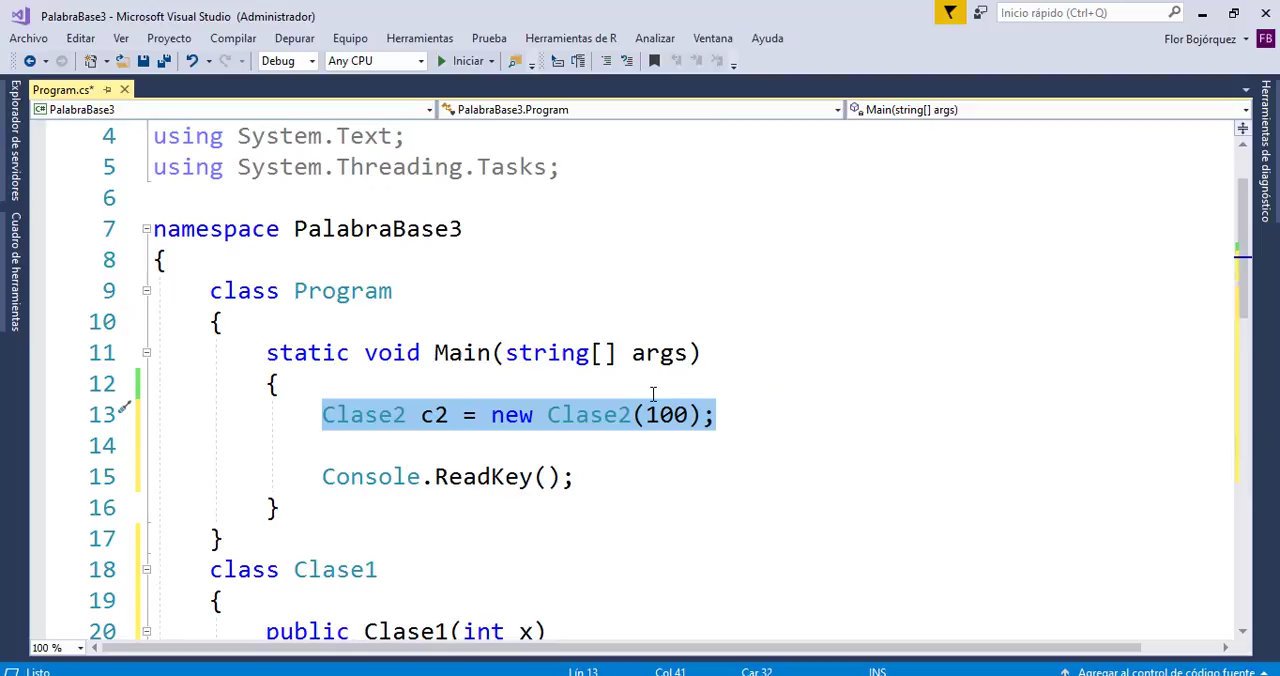 PalabraBase3 - Microsoft Visual Studio (Administrador)
Inicio rápido (Ctrl+Q)
Archivo Editar Ver Proyecto Compilar Depurar Equipo Herramientas Prueba Herramientas de R Analizar Ventana Ayuda
Flor Bojórquez FB
Debug Any CPU Iniciar
Program.cs*
PalabraBase3 PalabraBase3.Program Main(string[] args)
Explorador de servidores
Cuadro de herramientas
Herramientas de diagnóstico
4 using System.Text;
5 using System.Threading.Tasks;
6
7 namespace PalabraBase3
8 {
9 class Program
10 {
11 static void Main(string[] args)
12 {
13 Clase2 c2 = new Clase2(100);
14
15 Console.ReadKey();
16 }
17 }
18 class Clase1
19 {
20 public Clase1(int x)
100 %
Listo Lín 13 Col 41 Car 32 INS Agregar al control de código fuente